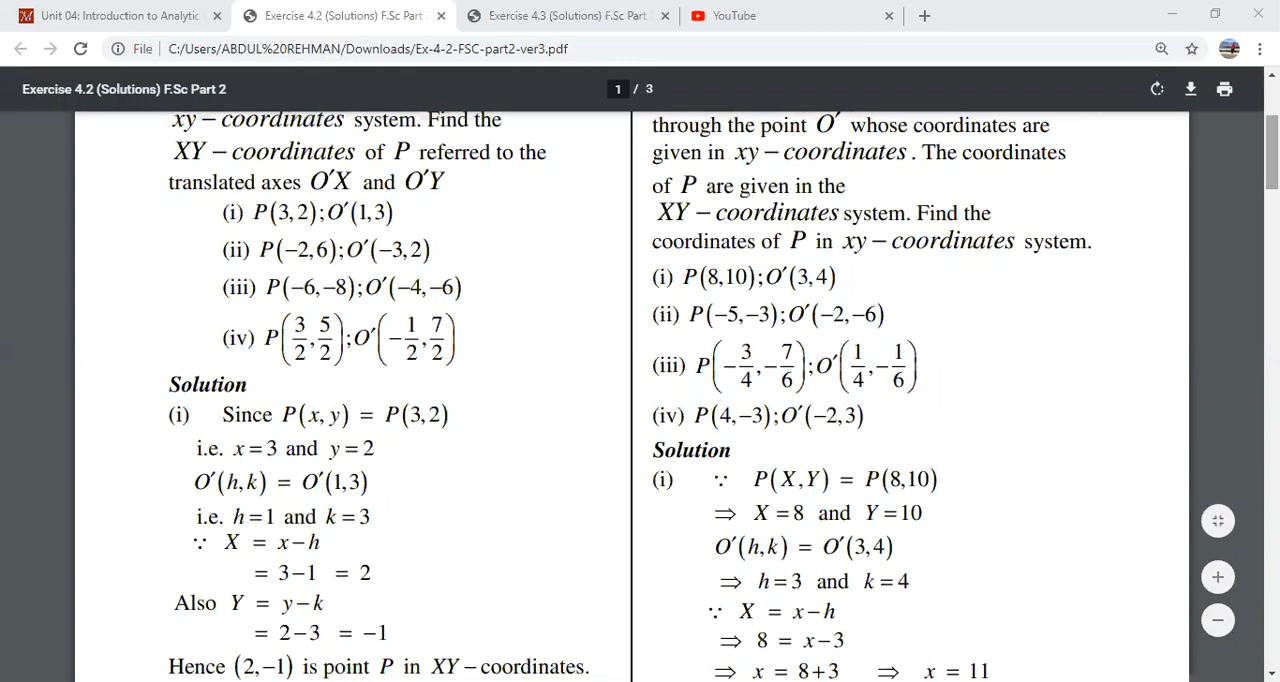 Unit 04: Introduction to Analytic
Exercise 4.2 (Solutions) F.Sc Part
Exercise 4.3 (Solutions) F.Sc Part
YouTube
File
C:/Users/ABDUL%20REHMAN/Downloads/Ex-4-2-FSC-part2-ver3.pdf
Exercise 4.2 (Solutions) F.Sc Part 2
1 / 3
xy – coordinates system. Find the
XY – coordinates of P referred to the
translated axes O′X and O′Y
(i) P(3,2);O′(1,3)
(ii) P(−2,6);O′(−3,2)
(iii) P(−6,−8);O′(−4,−6)
(iv) P(3/2, 5/2);O′(−1/2, 7/2)
Solution
(i) Since P(x,y) = P(3,2)
i.e. x=3 and y=2
O′(h,k) = O′(1,3)
i.e. h=1 and k=3
∵ X = x−h
= 3−1 = 2
Also Y = y−k
= 2−3 = −1
Hence (2,−1) is point P in XY – coordinates.
through the point O′ whose coordinates are
given in xy – coordinates. The coordinates
of P are given in the
XY – coordinates system. Find the
coordinates of P in xy – coordinates system.
(i) P(8,10);O′(3,4)
(ii) P(−5,−3);O′(−2,−6)
(iii) P(−3/4, −7/6);O′(1/4, −1/6)
(iv) P(4,−3);O′(−2,3)
Solution
(i) ∵ P(X,Y) = P(8,10)
⇒ X=8 and Y=10
O′(h,k) = O′(3,4)
⇒ h=3 and k=4
∵ X = x−h
⇒ 8 = x−3
⇒ x = 8+3 ⇒ x = 11